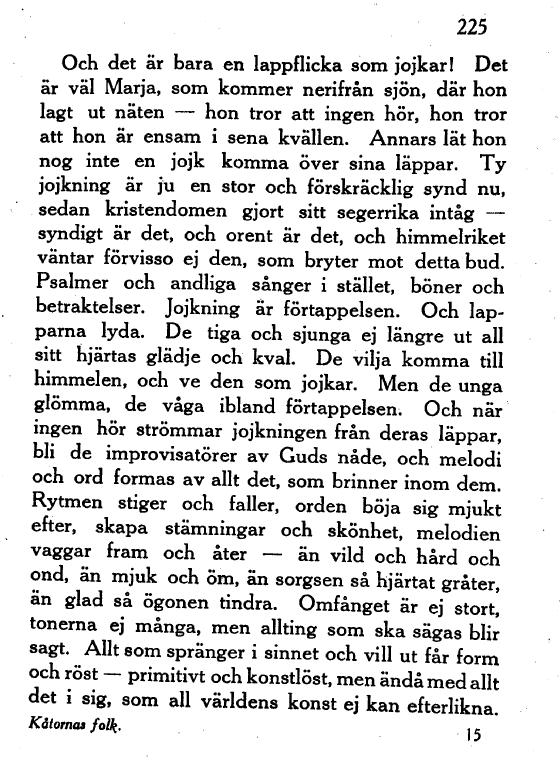 225
Och det är bara en lappflicka som jojkar! Det
är väl Marja, som kommer nerifrån sjön, där hon
lagt ut näten — hon tror att ingen hör, hon tror
att hon är ensam i sena kvällen. Annars lät hon
nog inte en jojk komma över sina läppar. Ty
jojkning är ju en stor och förskräcklig synd nu,
sedan kristendomen gjort sitt segerrika intåg —
syndigt är det, och orent är det, och himmelriket
väntar förvisso ej den, som bryter mot detta bud.
Psalmer och andliga sånger i stället, böner och
betraktelser. Jojkning är förtappelsen. Och lap-
parna lyda. De tiga och sjunga ej längre ut all
sitt hjärtas glädje och kval. De vilja komma till
himmelen, och ve den som jojkar. Men de unga
glömma, de våga ibland förtappelsen. Och när
ingen hör strömmar jojkningen från deras läppar,
bli de improvisatörer av Guds nåde, och melodi
och ord formas av allt det, som brinner inom dem.
Rytmen stiger och faller, orden böja sig mjukt
efter, skapa stämningar och skönhet, melodien
vaggar fram och åter — än vild och hård och
ond, än mjuk och öm, än sorgsen så hjärtat gråter,
än glad så ögonen tindra. Omfånget är ej stort,
tonerna ej många, men allting som ska sägas blir
sagt. Allt som spränger i sinnet och vill ut får form
och röst — primitivt och konstlöst, men ändå med allt
det i sig, som all världens konst ej kan efterlikna.
Kåtornas folk.
15